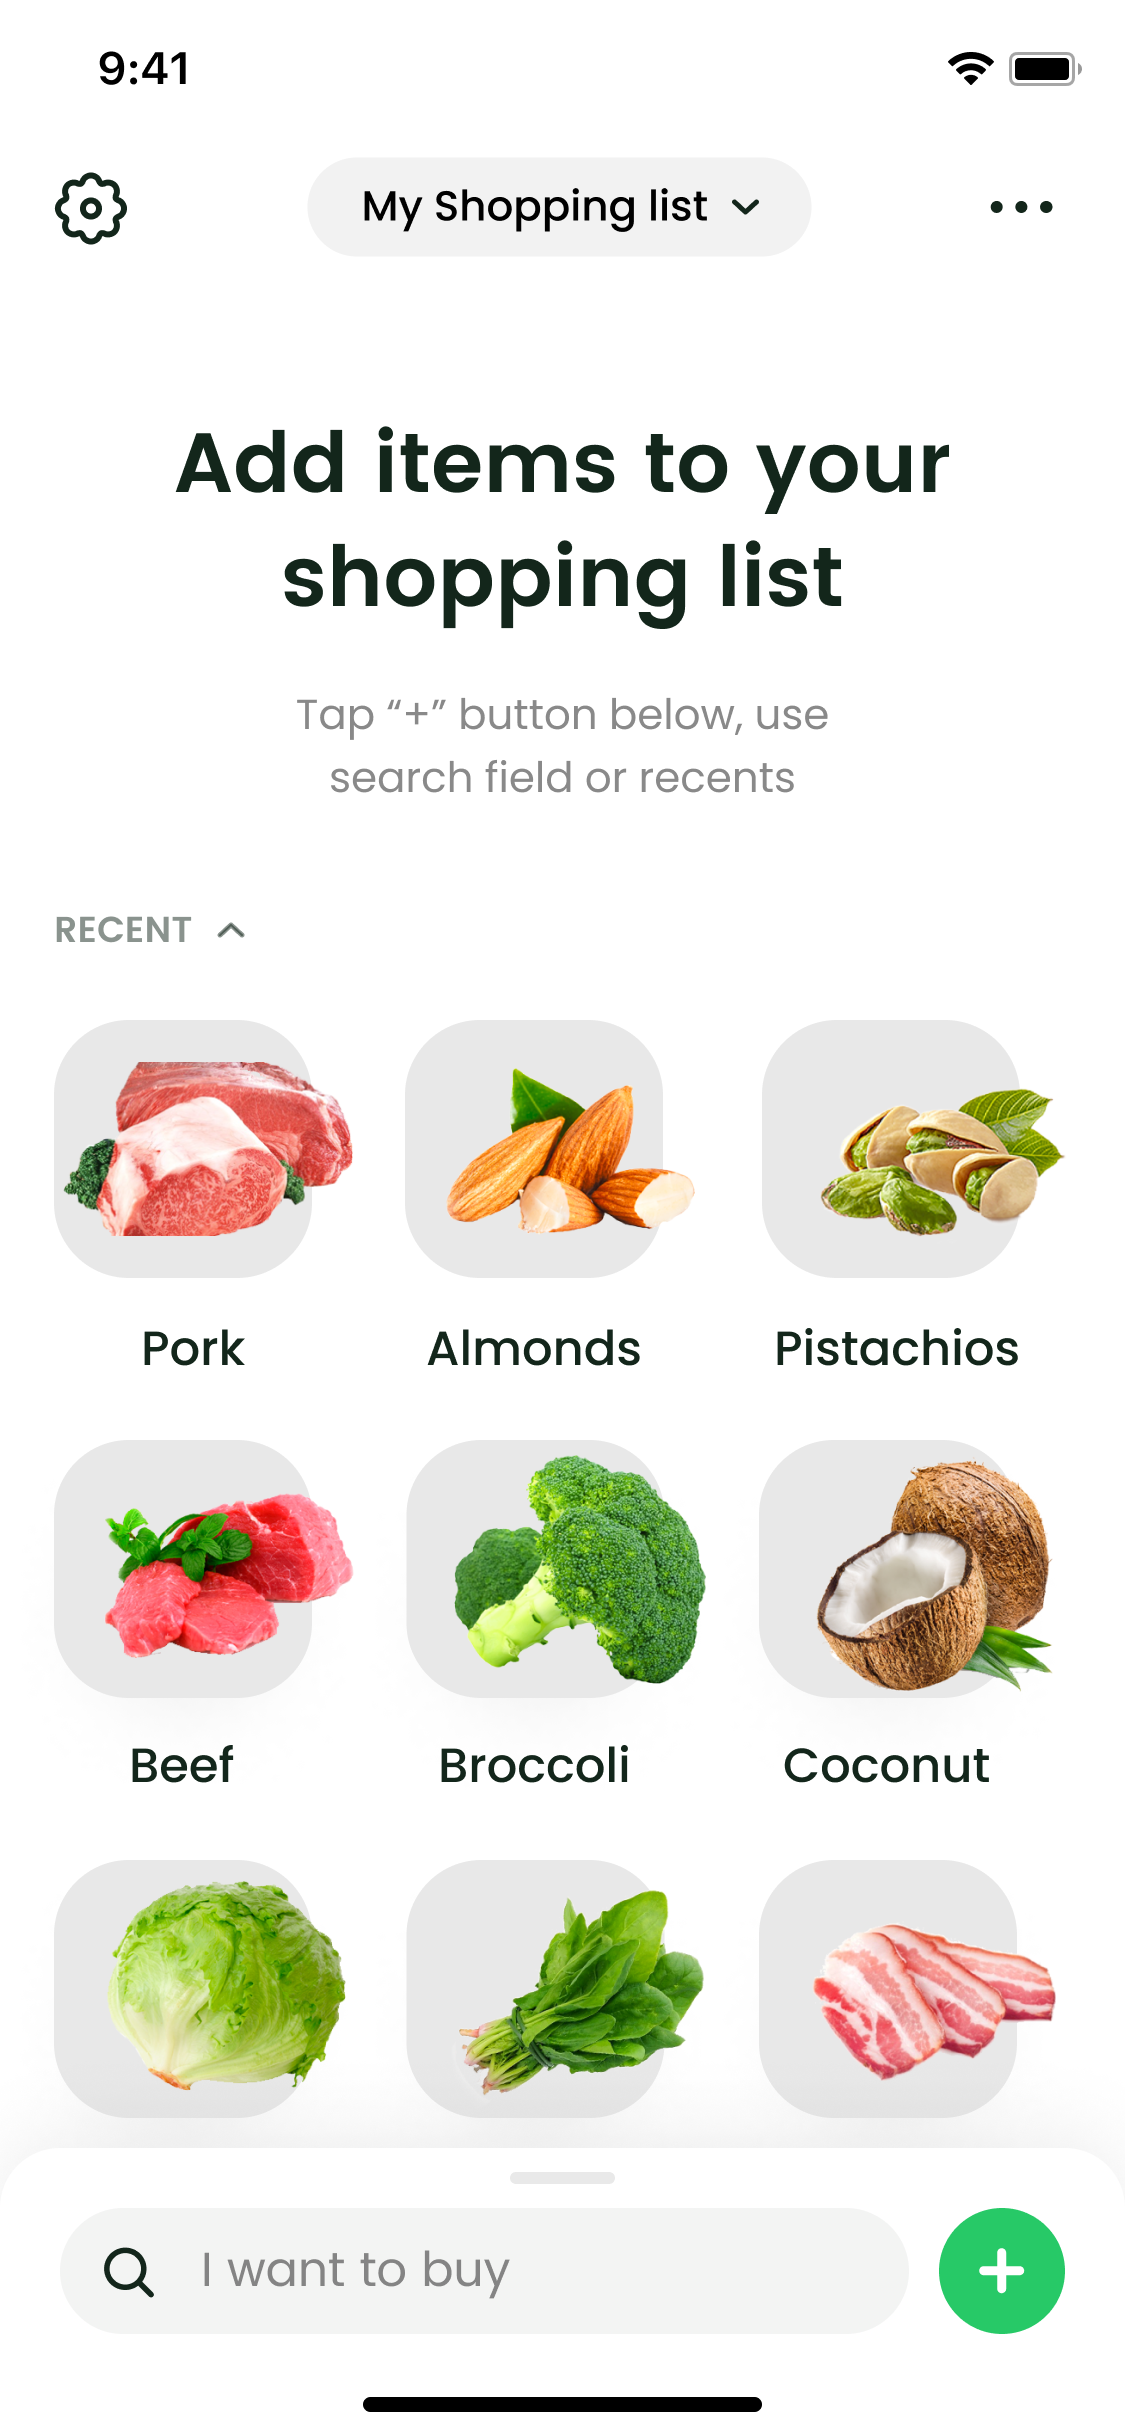 9:41
My Shopping list
Add items to your
shopping list
Tap “+” button below, use
search field or recents
RECENT
Pork
Almonds
Pistachios
Beef
Broccoli
Coconut
I want to buy